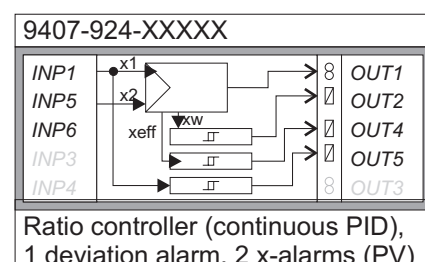 9407-924-XXXXX
INP1 x1 8 OUT1
INP5 x2 OUT2
INP6 xeff xw OUT4
INP3 OUT5
INP4 8 OUT3
Ratio controller (continuous PID),
1 deviation alarm, 2 x-alarms (PV)